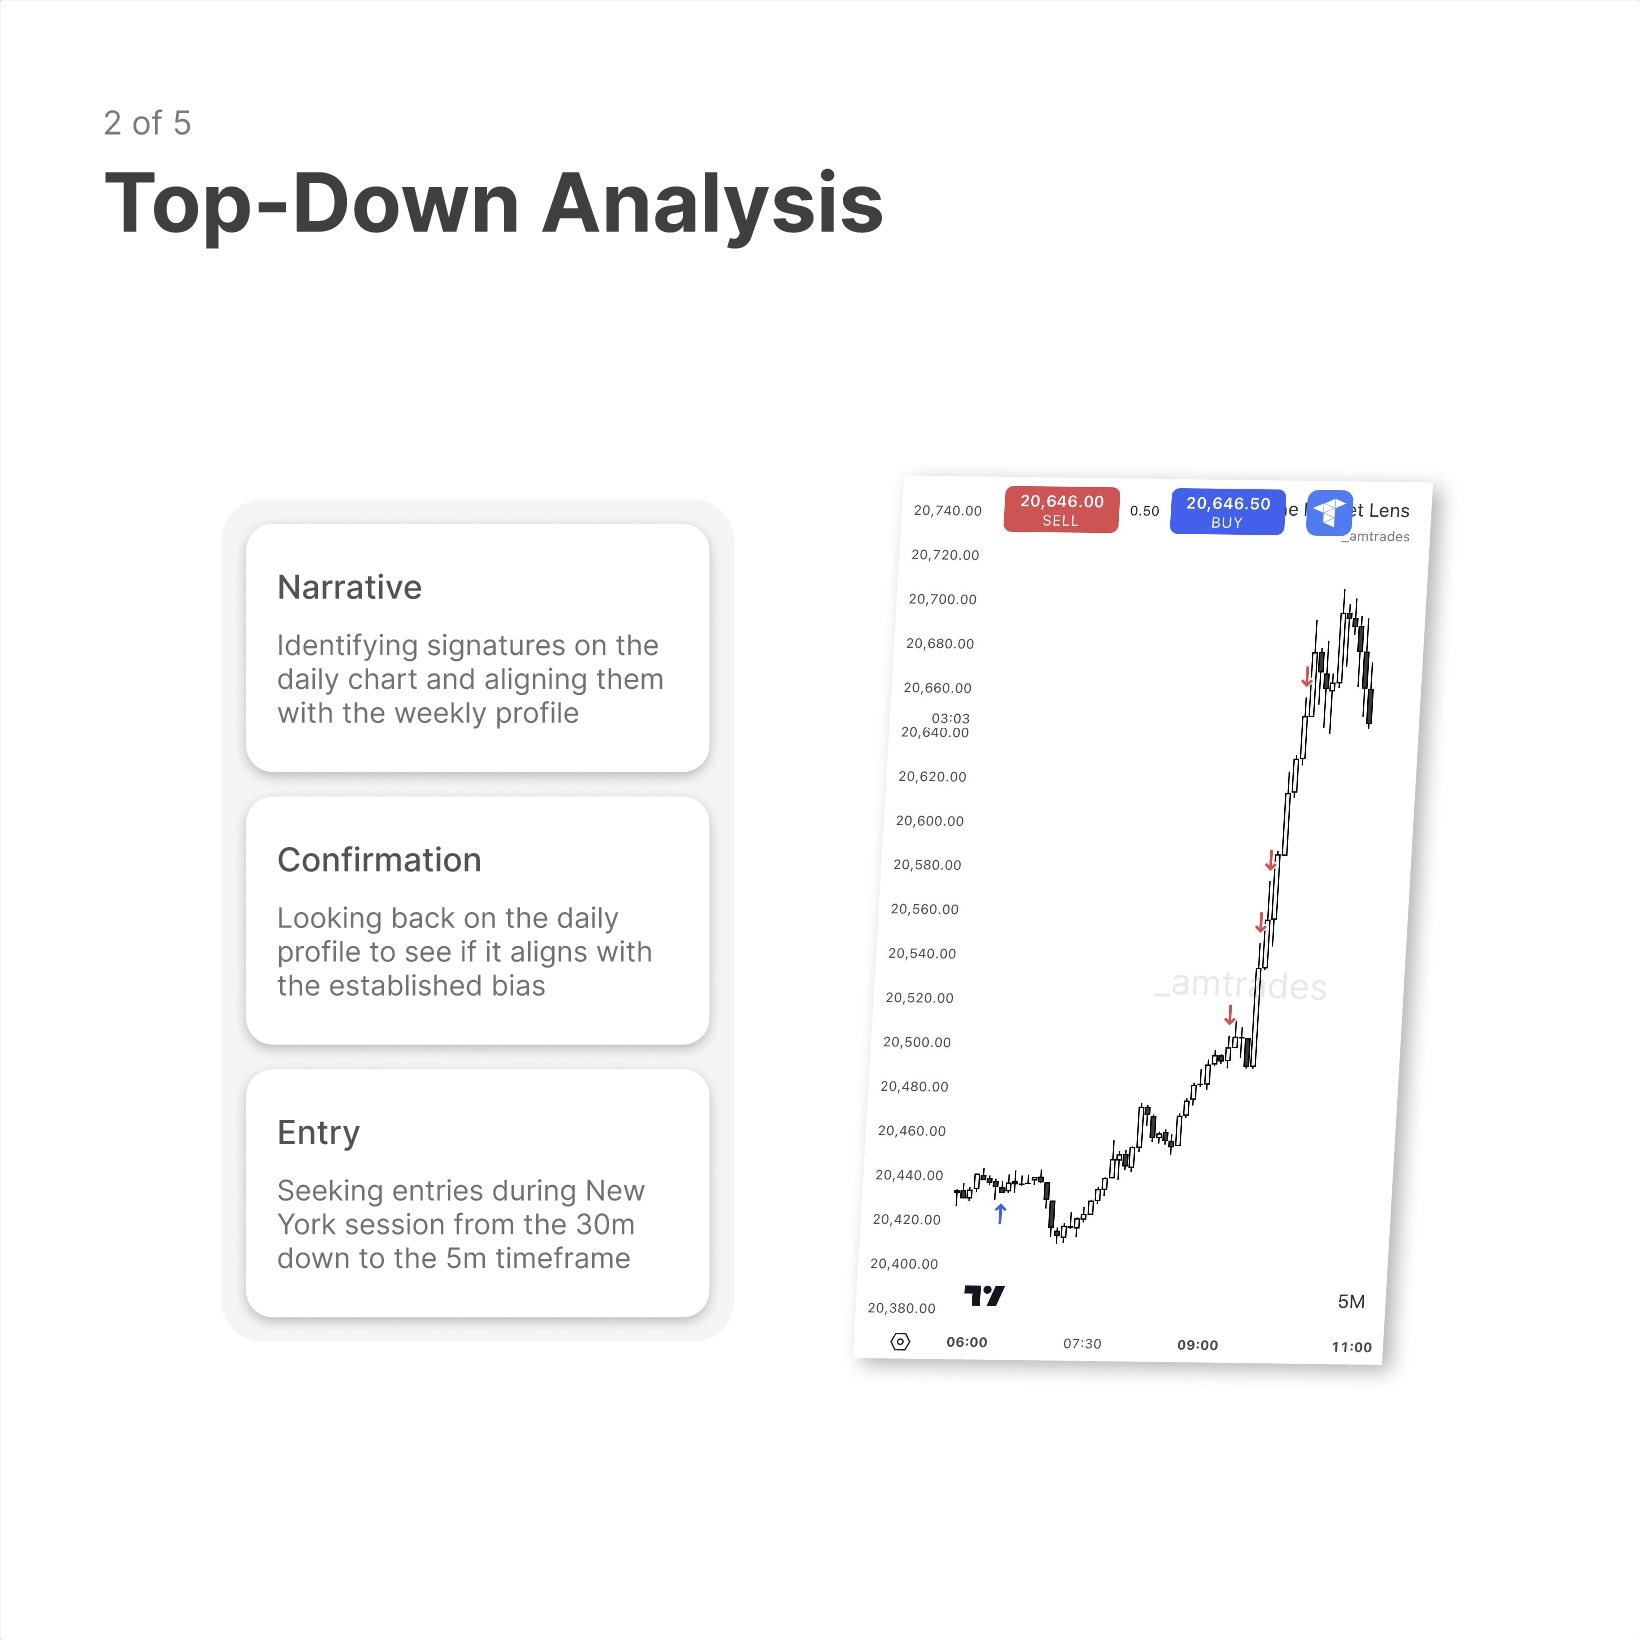 2 of 5
Top-Down Analysis
Narrative
Identifying signatures on the
daily chart and aligning them
with the weekly profile
Confirmation
Looking back on the daily
profile to see if it aligns with
the established bias
Entry
Seeking entries during New
York session from the 30m
down to the 5m timeframe
20,646.00
SELL
0.50
20,646.50
BUY
et Lens
_amtrades
20,740.00
20,720.00
20,700.00
20,680.00
20,660.00
03:03
20,640.00
20,620.00
20,600.00
20,580.00
20,560.00
20,540.00
20,520.00
20,500.00
20,480.00
20,460.00
20,440.00
20,420.00
20,400.00
20,380.00
_amtrades
5M
06:00
07:30
09:00
11:00